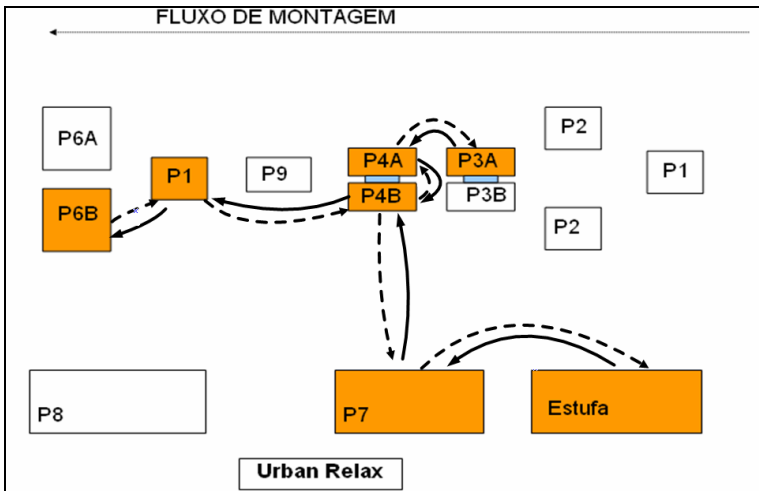 FLUXO DE MONTAGEM
P6A
P2
P4A
P3A
P1
P9
P1
P6B
P4B
P3B
P2
P8
P7
Estufa
Urban Relax